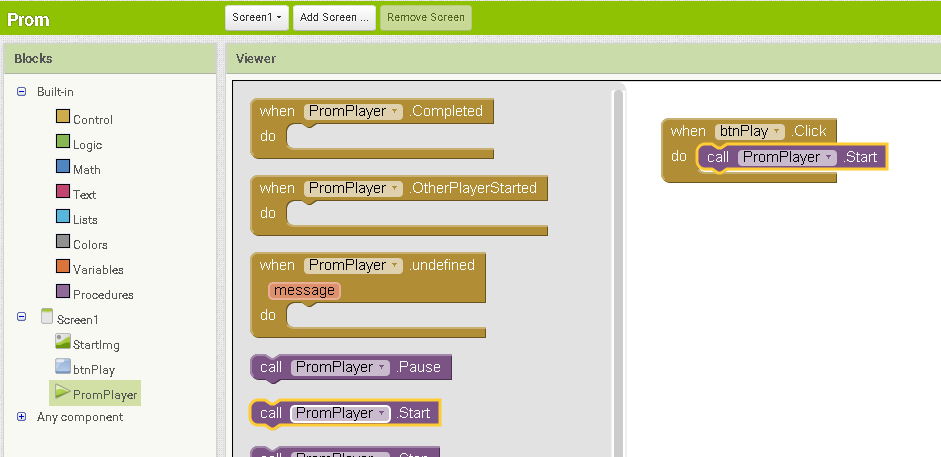 Prom
Screen1 Add Screen ... Remove Screen
Blocks
Built-in
Control
Logic
Math
Text
Lists
Colors
Variables
Procedures
Screen1
StartImg
btnPlay
PromPlayer
Any component
Viewer
when PromPlayer .Completed
do
when PromPlayer .OtherPlayerStarted
do
when PromPlayer .undefined
message
do
call PromPlayer .Pause
call PromPlayer .Start
call PromPlayer .Stop
when btnPlay .Click
do call PromPlayer .Start